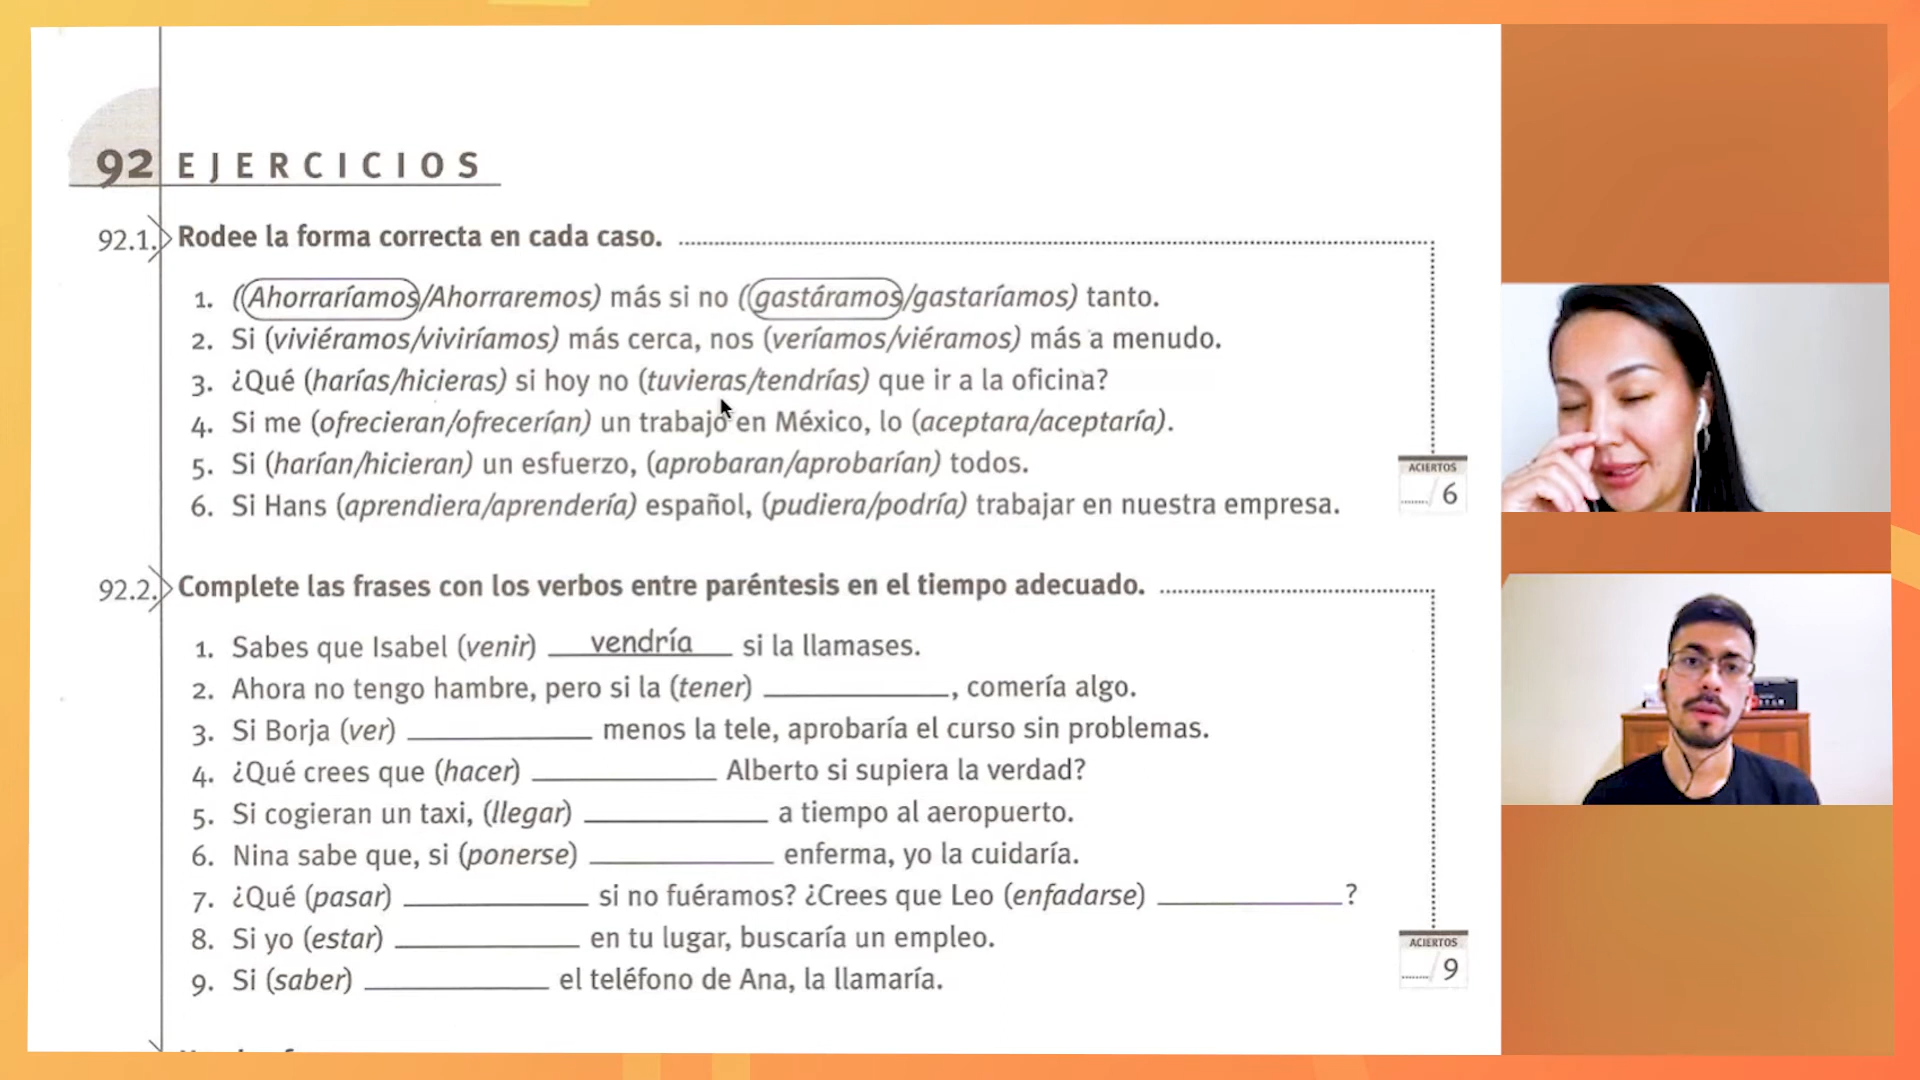 92 EJERCICIOS
92.1. Rodee la forma correcta en cada caso.
1. (Ahorraríamos/Ahorraremos) más si no (gastáramos/gastaríamos) tanto.
2. Si (viviéramos/viviríamos) más cerca, nos (veríamos/viéramos) más a menudo.
3. ¿Qué (harías/hicieras) si hoy no (tuvieras/tendrías) que ir a la oficina?
4. Si me (ofrecieran/ofrecerían) un trabajo en México, lo (aceptara/aceptaría).
5. Si (harían/hicieran) un esfuerzo, (aprobaran/aprobarían) todos.
6. Si Hans (aprendiera/aprendería) español, (pudiera/podría) trabajar en nuestra empresa.
ACIERTOS
....... / 6
92.2. Complete las frases con los verbos entre paréntesis en el tiempo adecuado.
1. Sabes que Isabel (venir) vendría si la llamases.
2. Ahora no tengo hambre, pero si la (tener) ____________, comería algo.
3. Si Borja (ver) ____________ menos la tele, aprobaría el curso sin problemas.
4. ¿Qué crees que (hacer) ____________ Alberto si supiera la verdad?
5. Si cogieran un taxi, (llegar) ____________ a tiempo al aeropuerto.
6. Nina sabe que, si (ponerse) ____________ enferma, yo la cuidaría.
7. ¿Qué (pasar) ____________ si no fuéramos? ¿Crees que Leo (enfadarse) ____________?
8. Si yo (estar) ____________ en tu lugar, buscaría un empleo.
9. Si (saber) ____________ el teléfono de Ana, la llamaría.
ACIERTOS
....... / 9